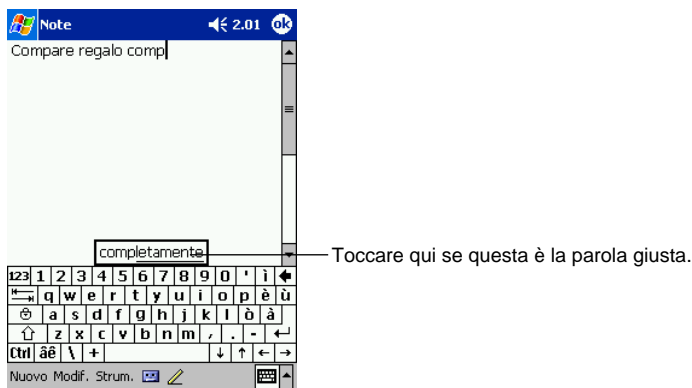 Note 2.01 ok
Compare regalo comp
completamente
Toccare qui se questa è la parola giusta.
123 1 2 3 4 5 6 7 8 9 0 ' ì
q w e r t y u i o p è ù
a s d f g h j k l ò à
z x c v b n m , . -
Ctrl áê \ +
Nuovo Modif. Strum.